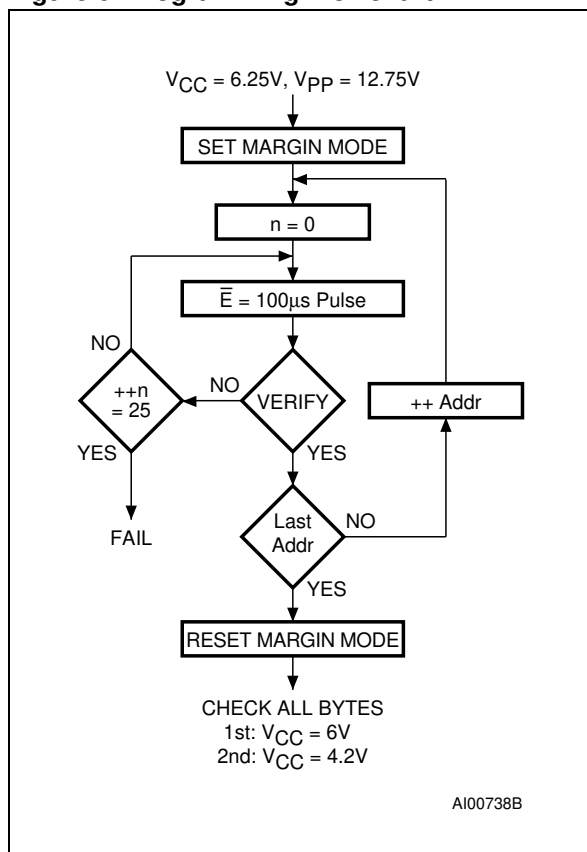 VCC = 6.25V, VPP = 12.75V
SET MARGIN MODE
n = 0
E̅ = 100µs Pulse
NO
++n
= 25
NO
VERIFY
++ Addr
YES
YES
Last
Addr
NO
FAIL
YES
RESET MARGIN MODE
CHECK ALL BYTES
1st: VCC = 6V
2nd: VCC = 4.2V
AI00738B